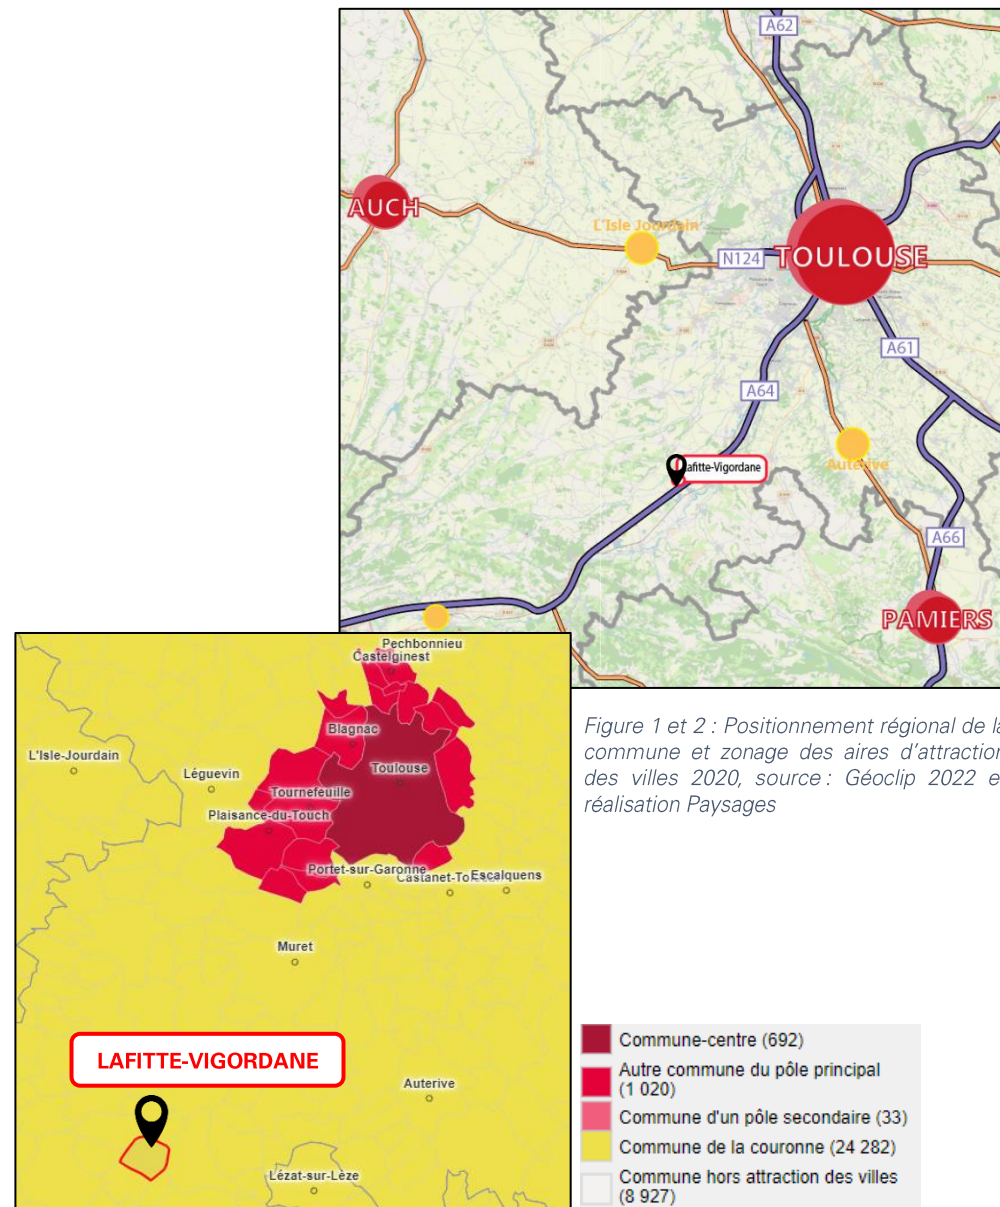 A62
AUCH
L'Isle Jourdain
N124
TOULOUSE
A61
A64
afitte-Vigordane
Auterive
A66
PAMIERS
Pechbonnieu
Castelginest
Blagnac
L'Isle-Jourdain
Léguevin
Toulouse
Tournefeuille
Plaisance-du-Touch
Portet-sur-Garonne
Escalquens
Muret
LAFITTE-VIGORDANE
Auterive
Lézat-sur-Lèze
Figure 1 et 2 : Positionnement régional de la
commune et zonage des aires d'attraction
des villes 2020, source : Géoclip 2022 e
réalisation Paysages
Commune-centre (692)
Autre commune du pôle principal
(1 020)
Commune d'un pôle secondaire (33)
Commune de la couronne (24 282)
Commune hors attraction des villes
(8 927)